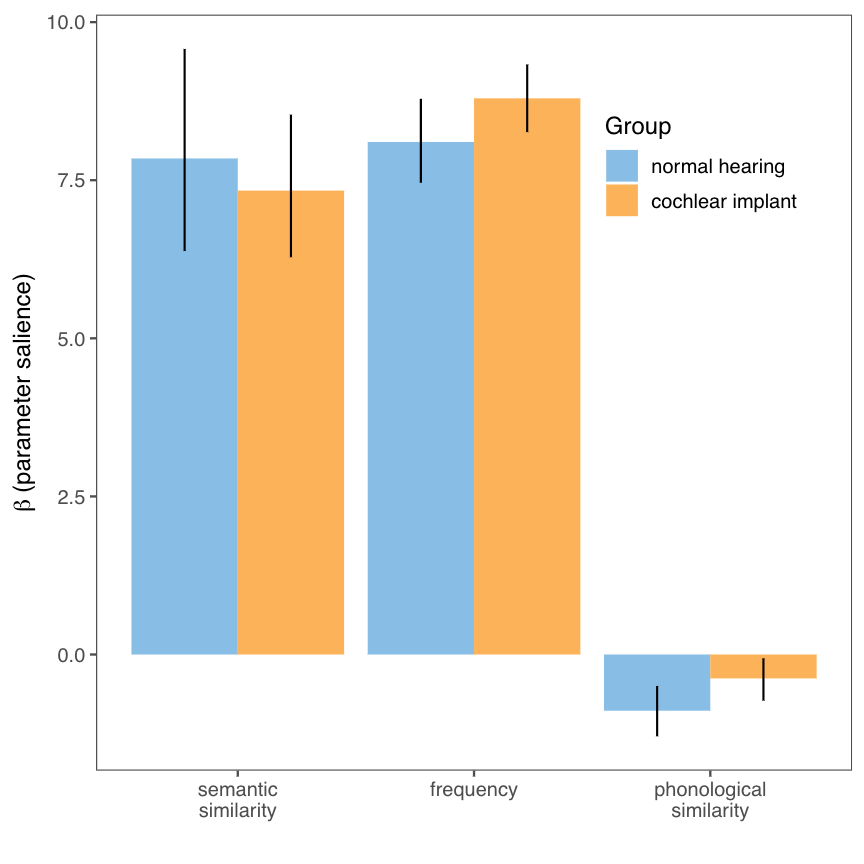 10.0
7.5
5.0
2.5
0.0
β (parameter salience)
Group
normal hearing
cochlear implant
semantic
similarity
frequency
phonological
similarity